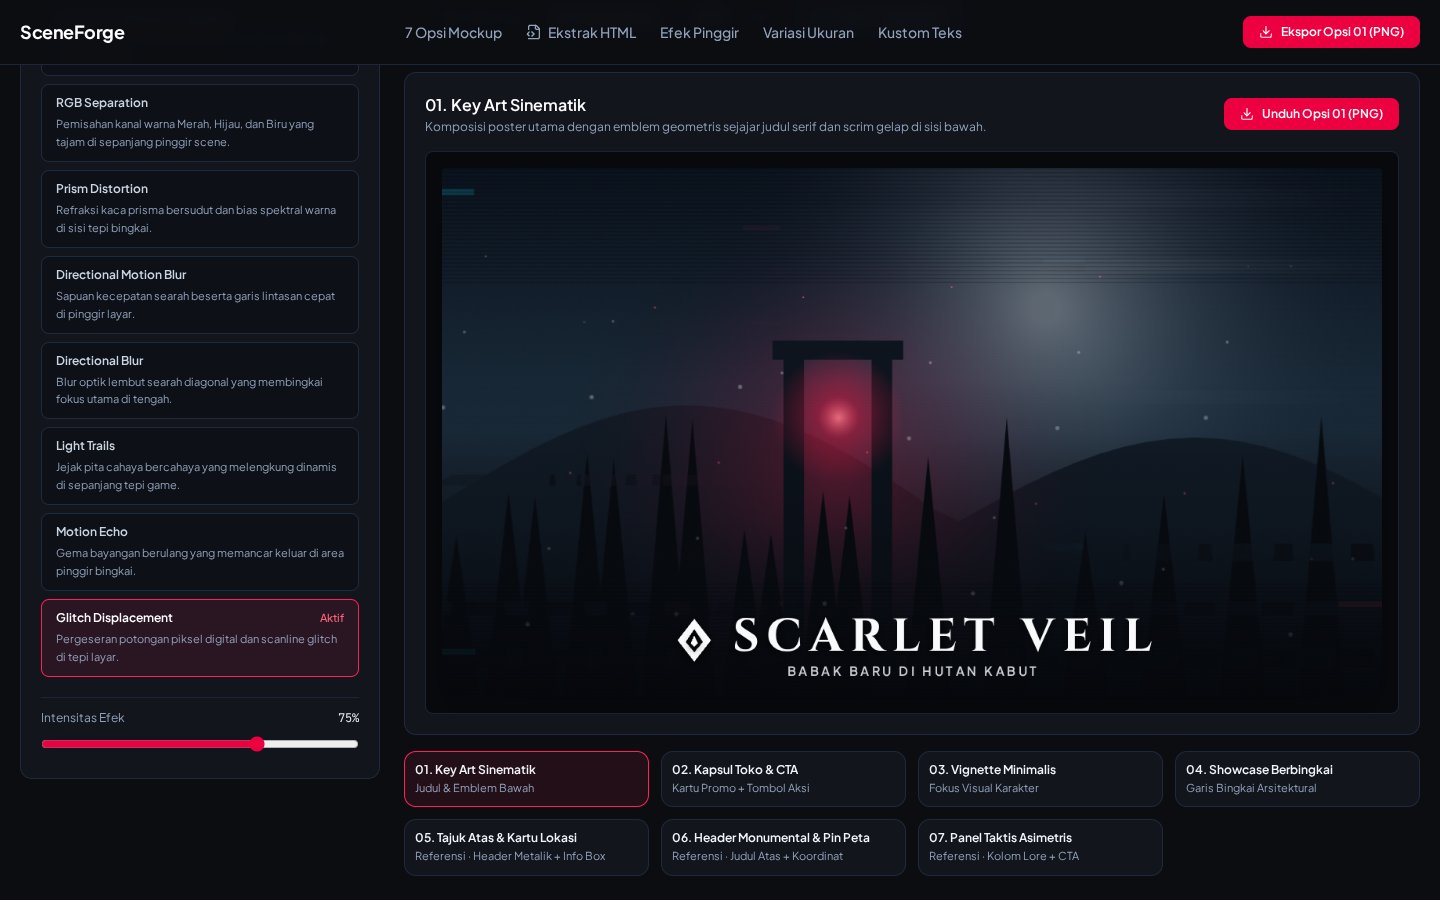 SceneForge
7 Opsi Mockup
Ekstrak HTML
Efek Pinggir
Variasi Ukuran
Kustom Teks
Ekspor Opsi 01 (PNG)
RGB Separation
Pemisahan kanal warna Merah, Hijau, dan Biru yang
tajam di sepanjang pinggir scene.
Prism Distortion
Refraksi kaca prisma bersudut dan bias spektral warna
di sisi tepi bingkai.
Directional Motion Blur
Sapuan kecepatan searah beserta garis lintasan cepat
di pinggir layar.
Directional Blur
Blur optik lembut searah diagonal yang membingkai
fokus utama di tengah.
Light Trails
Jejak pita cahaya bercahaya yang melengkung dinamis
di sepanjang tepi game.
Motion Echo
Gema bayangan berulang yang memancar keluar di area
pinggir bingkai.
Glitch Displacement
Aktif
Pergeseran potongan piksel digital dan scanline glitch
di tepi layar.
Intensitas Efek
75%
01. Key Art Sinematik
Komposisi poster utama dengan emblem geometris sejajar judul serif dan scrim gelap di sisi bawah.
Unduh Opsi 01 (PNG)
SCARLET VEIL
BABAK BARU DI HUTAN KABUT
01. Key Art Sinematik
Judul & Emblem Bawah
02. Kapsul Toko & CTA
Kartu Promo + Tombol Aksi
03. Vignette Minimalis
Fokus Visual Karakter
04. Showcase Berbingkai
Garis Bingkai Arsitektural
05. Tajuk Atas & Kartu Lokasi
Referensi · Header Metalik + Info Box
06. Header Monumental & Pin Peta
Referensi · Judul Atas + Koordinat
07. Panel Taktis Asimetris
Referensi · Kolom Lore + CTA